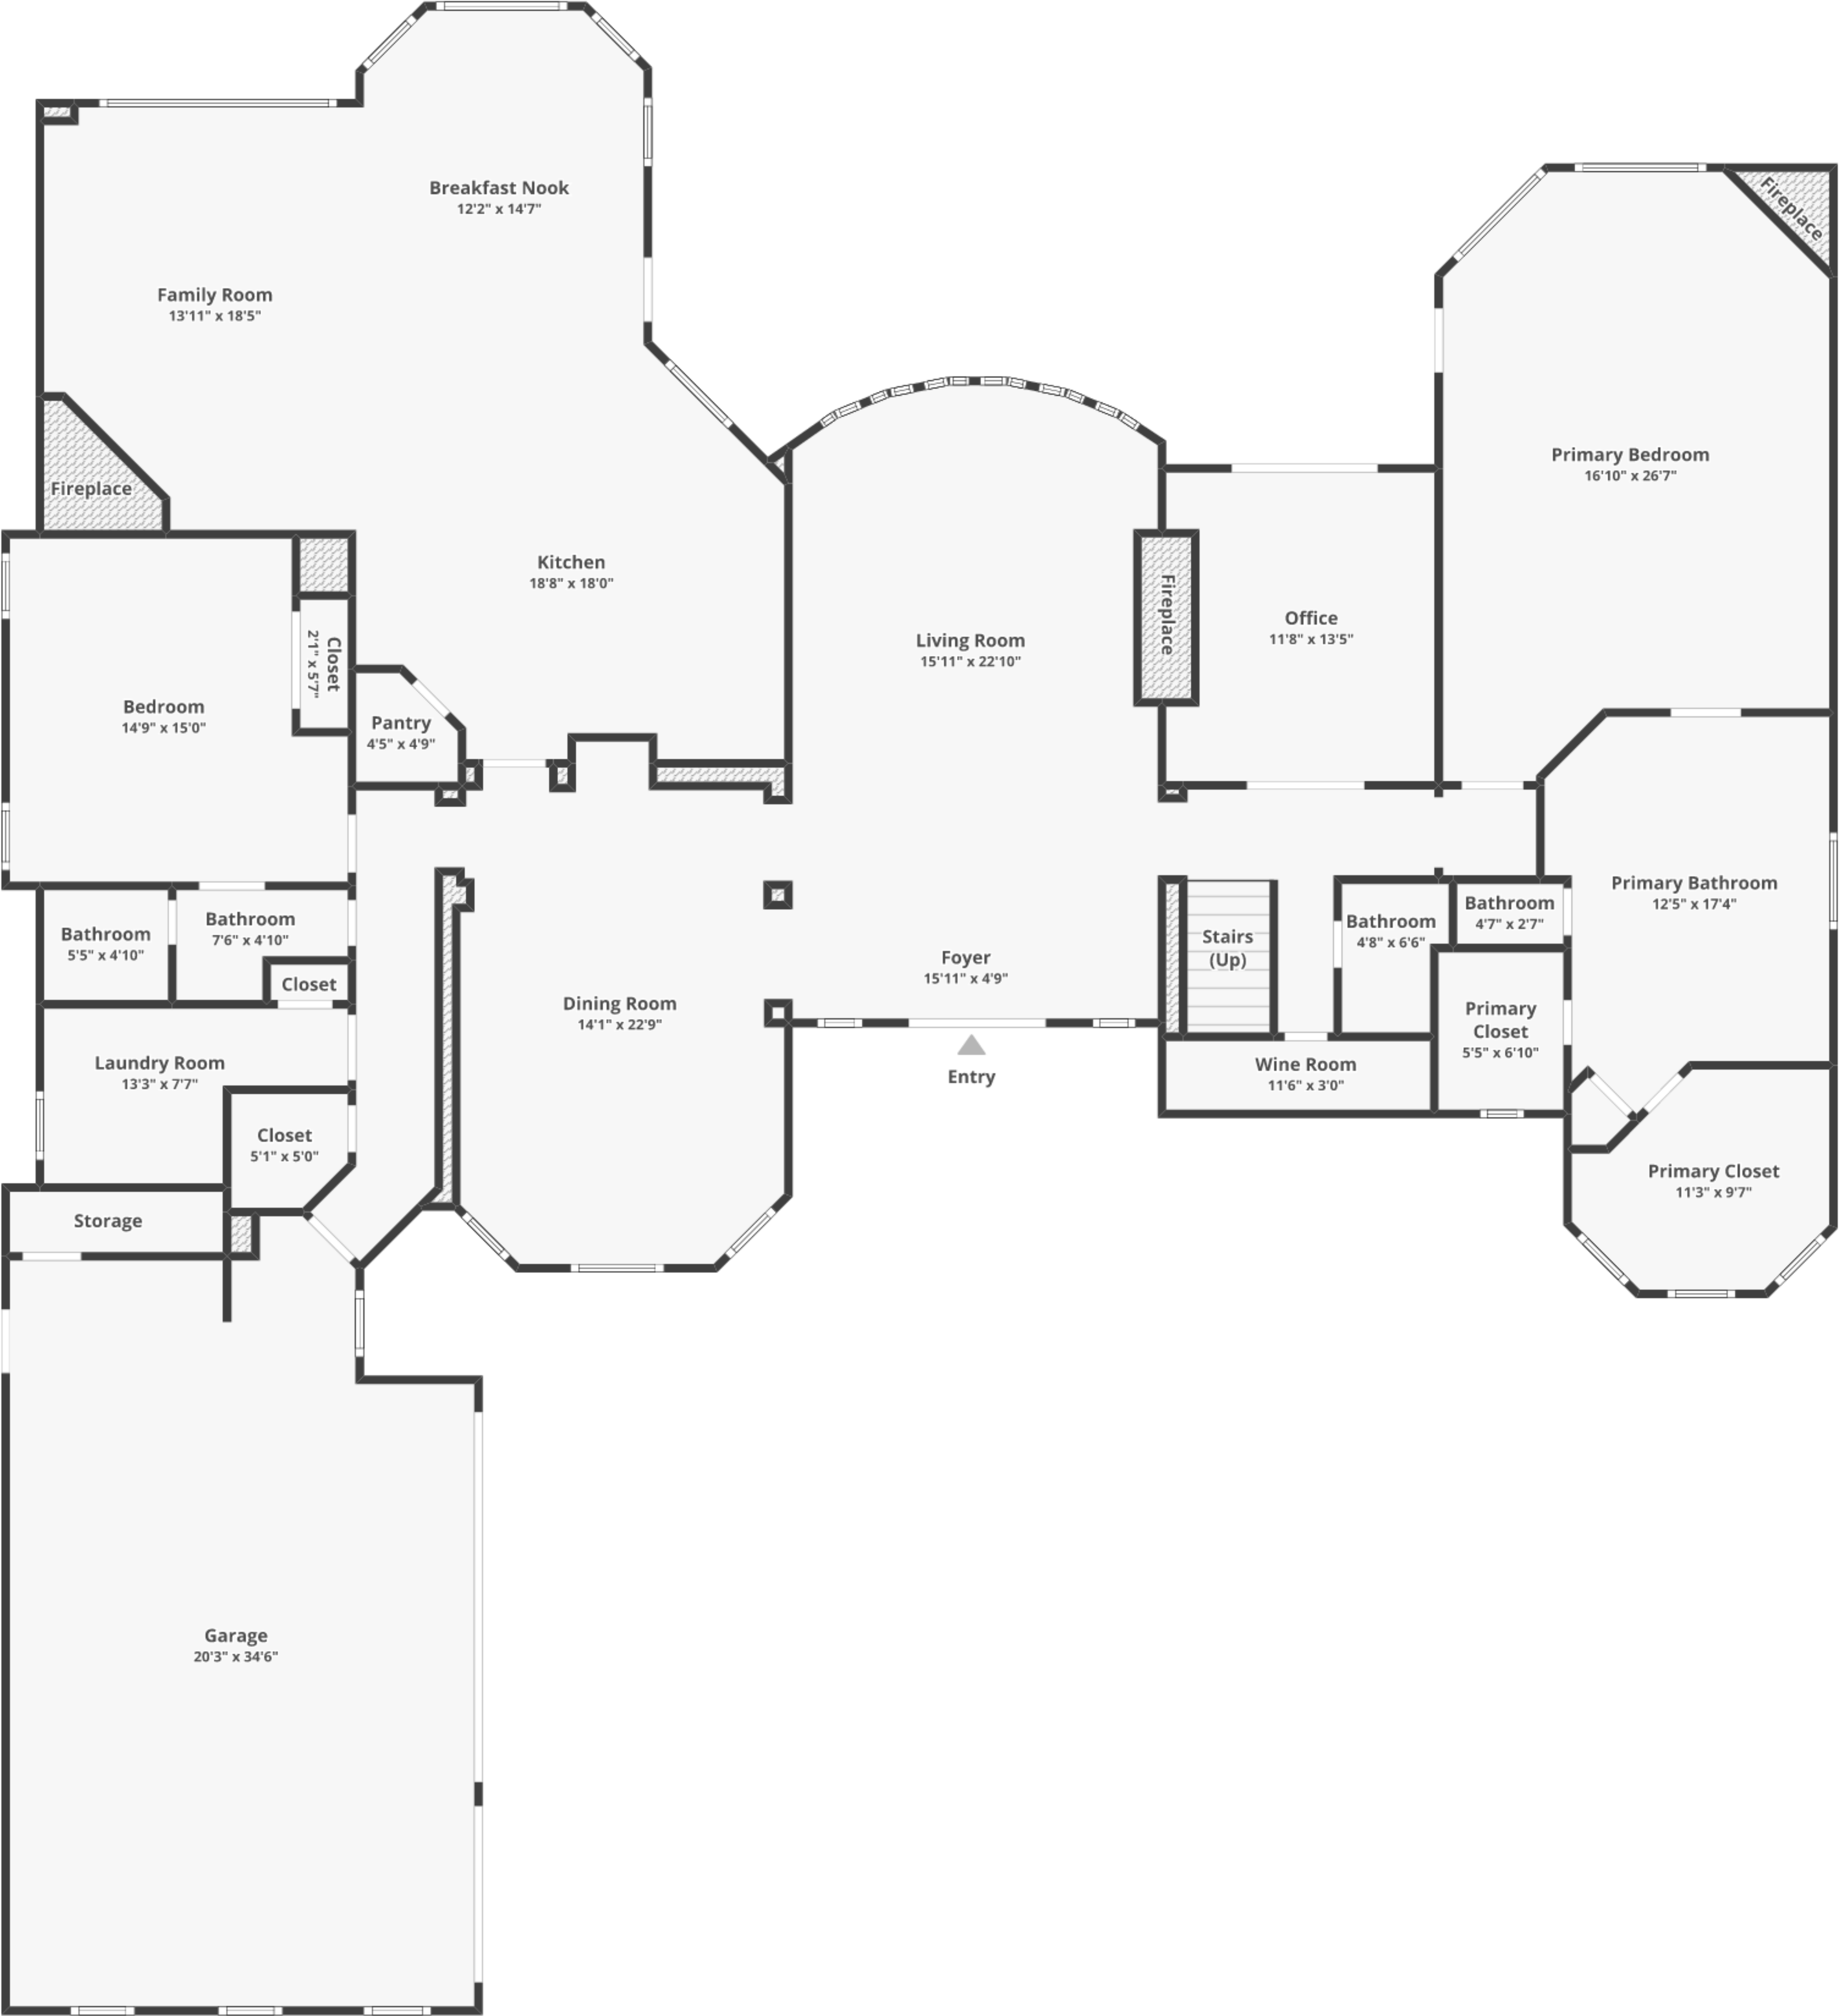 Breakfast Nook
12'2" x 14'7"
Fireplace
Family Room
13'11" x 18'5"
Primary Bedroom
16'10" x 26'7"
Fireplace
Kitchen
18'8" x 18'0"
Fireplace
Office
11'8" x 13'5"
Living Room
15'11" x 22'10"
Closet
2'1" x 5'7"
Bedroom
14'9" x 15'0"
Pantry
4'5" x 4'9"
Primary Bathroom
12'5" x 17'4"
Bathroom
4'7" x 2'7"
Bathroom
4'8" x 6'6"
Bathroom
7'6" x 4'10"
Bathroom
5'5" x 4'10"
Stairs
(Up)
Foyer
15'11" x 4'9"
Closet
Dining Room
14'1" x 22'9"
Primary
Closet
5'5" x 6'10"
Laundry Room
13'3" x 7'7"
Wine Room
11'6" x 3'0"
Entry
Closet
5'1" x 5'0"
Primary Closet
11'3" x 9'7"
Storage
Garage
20'3" x 34'6"